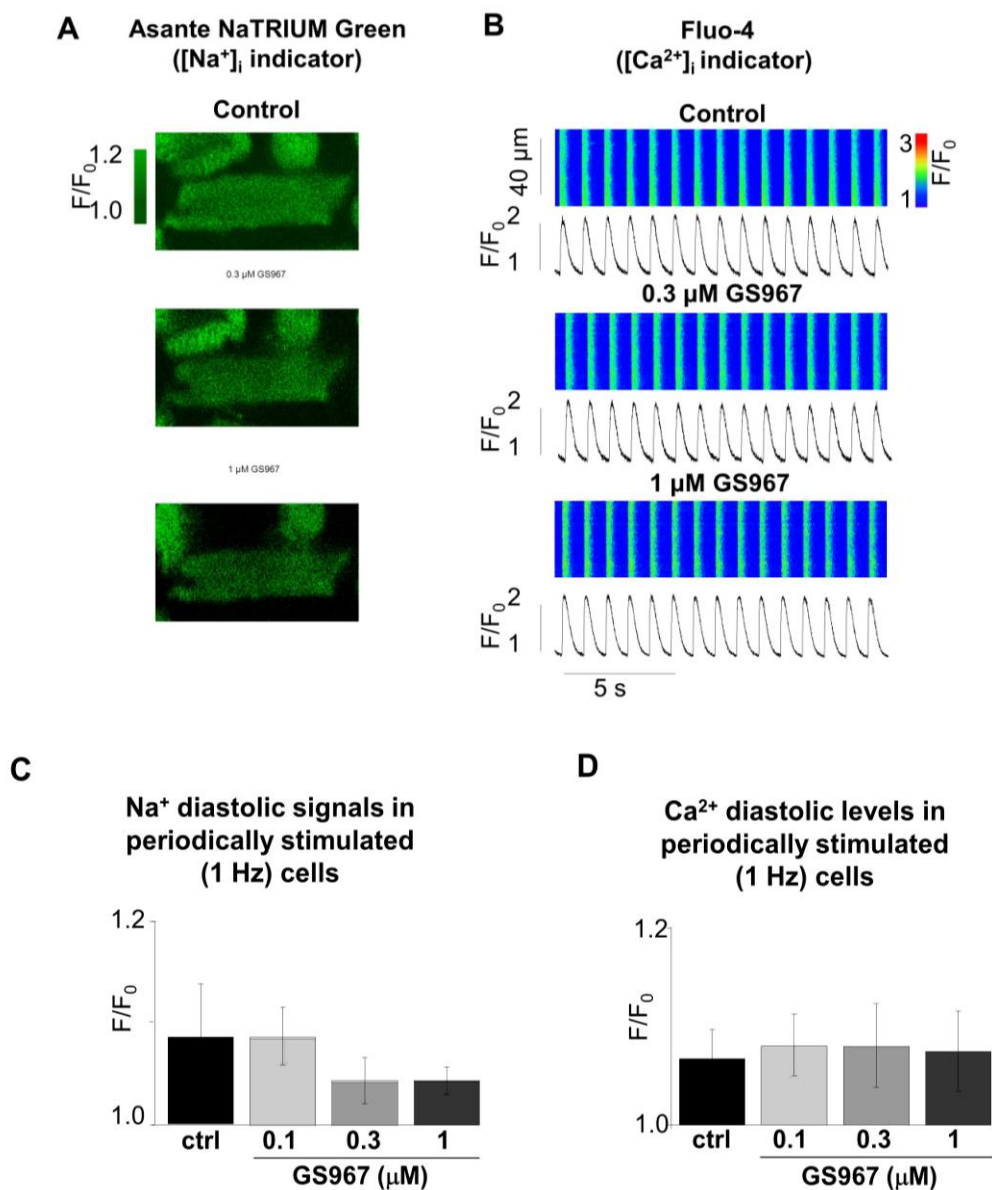 A
Asante NaTRIUM Green
([Na⁺]ᵢ indicator)
Control
F/F₀
1.2
1.0
0.3 µM GS967
1 µM GS967
B
Fluo-4
([Ca²⁺]ᵢ indicator)
Control
40 µm
3
1
F/F₀
F/F₀
2
1
0.3 µM GS967
F/F₀
2
1
1 µM GS967
F/F₀
2
1
5 s
C
Na⁺ diastolic signals in
periodically stimulated
(1 Hz) cells
1.2
F/F₀
1.0
ctrl 0.1 0.3 1
GS967 (µM)
D
Ca²⁺ diastolic levels in
periodically stimulated
(1 Hz) cells
1.2
F/F₀
1.0
ctrl 0.1 0.3 1
GS967 (µM)